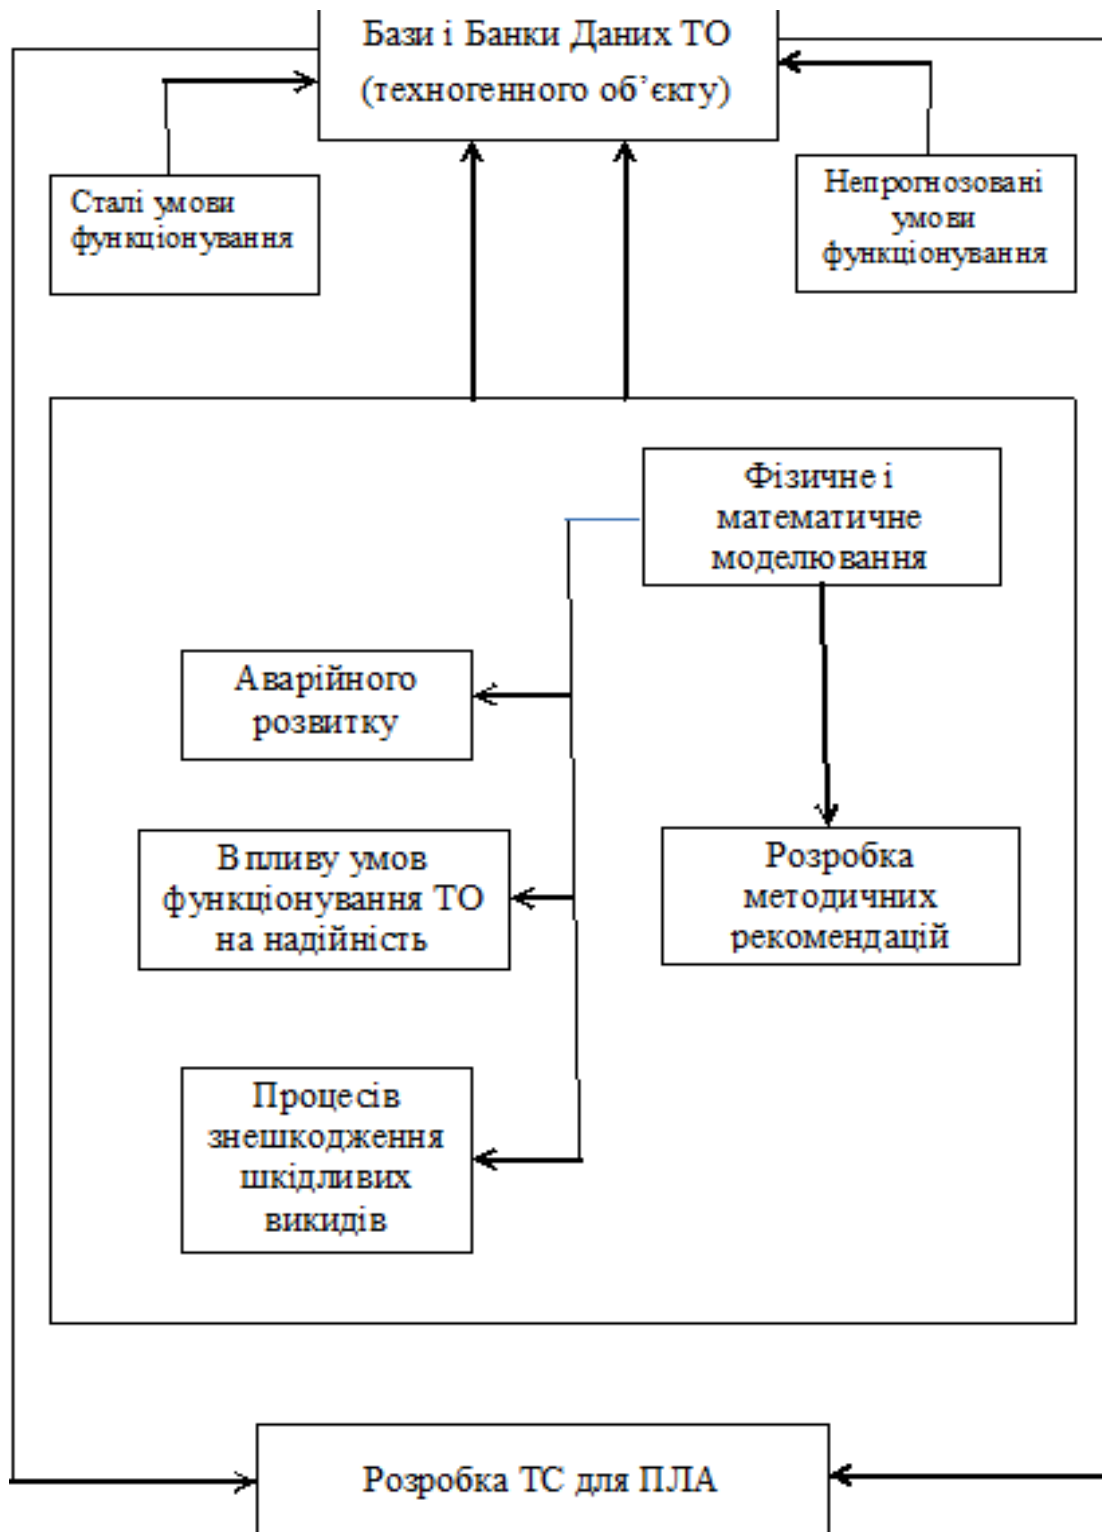 Бази і Банки Даних ТО
(техногенного об’єкту)
Сталі умови
функціонування
Непрогнозовані
умови
функціонування
Фізичне і
математичне
моделювання
Аварійного
розвитку
Впливу умов
функціонування ТО
на надійність
Розробка
методичних
рекомендацій
Процесів
знешкодження
шкідливих
викидів
Розробка ТС для ПЛА